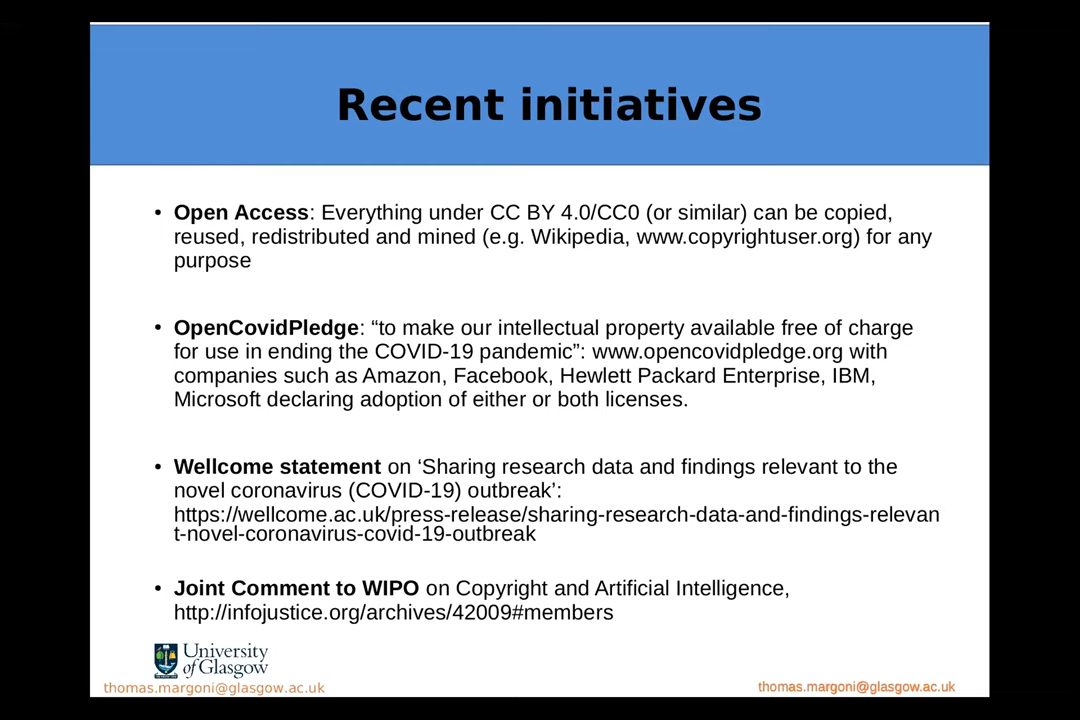 Recent initiatives
• Open Access: Everything under CC BY 4.0/CC0 (or similar) can be copied,
reused, redistributed and mined (e.g. Wikipedia, www.copyrightuser.org) for any
purpose
• OpenCovidPledge: “to make our intellectual property available free of charge
for use in ending the COVID-19 pandemic”: www.opencovidpledge.org with
companies such as Amazon, Facebook, Hewlett Packard Enterprise, IBM,
Microsoft declaring adoption of either or both licenses.
• Wellcome statement on ‘Sharing research data and findings relevant to the
novel coronavirus (COVID-19) outbreak’:
https://wellcome.ac.uk/press-release/sharing-research-data-and-findings-relevan
t-novel-coronavirus-covid-19-outbreak
• Joint Comment to WIPO on Copyright and Artificial Intelligence,
http://infojustice.org/archives/42009#members
University
of Glasgow
thomas.margoni@glasgow.ac.uk
thomas.margoni@glasgow.ac.uk